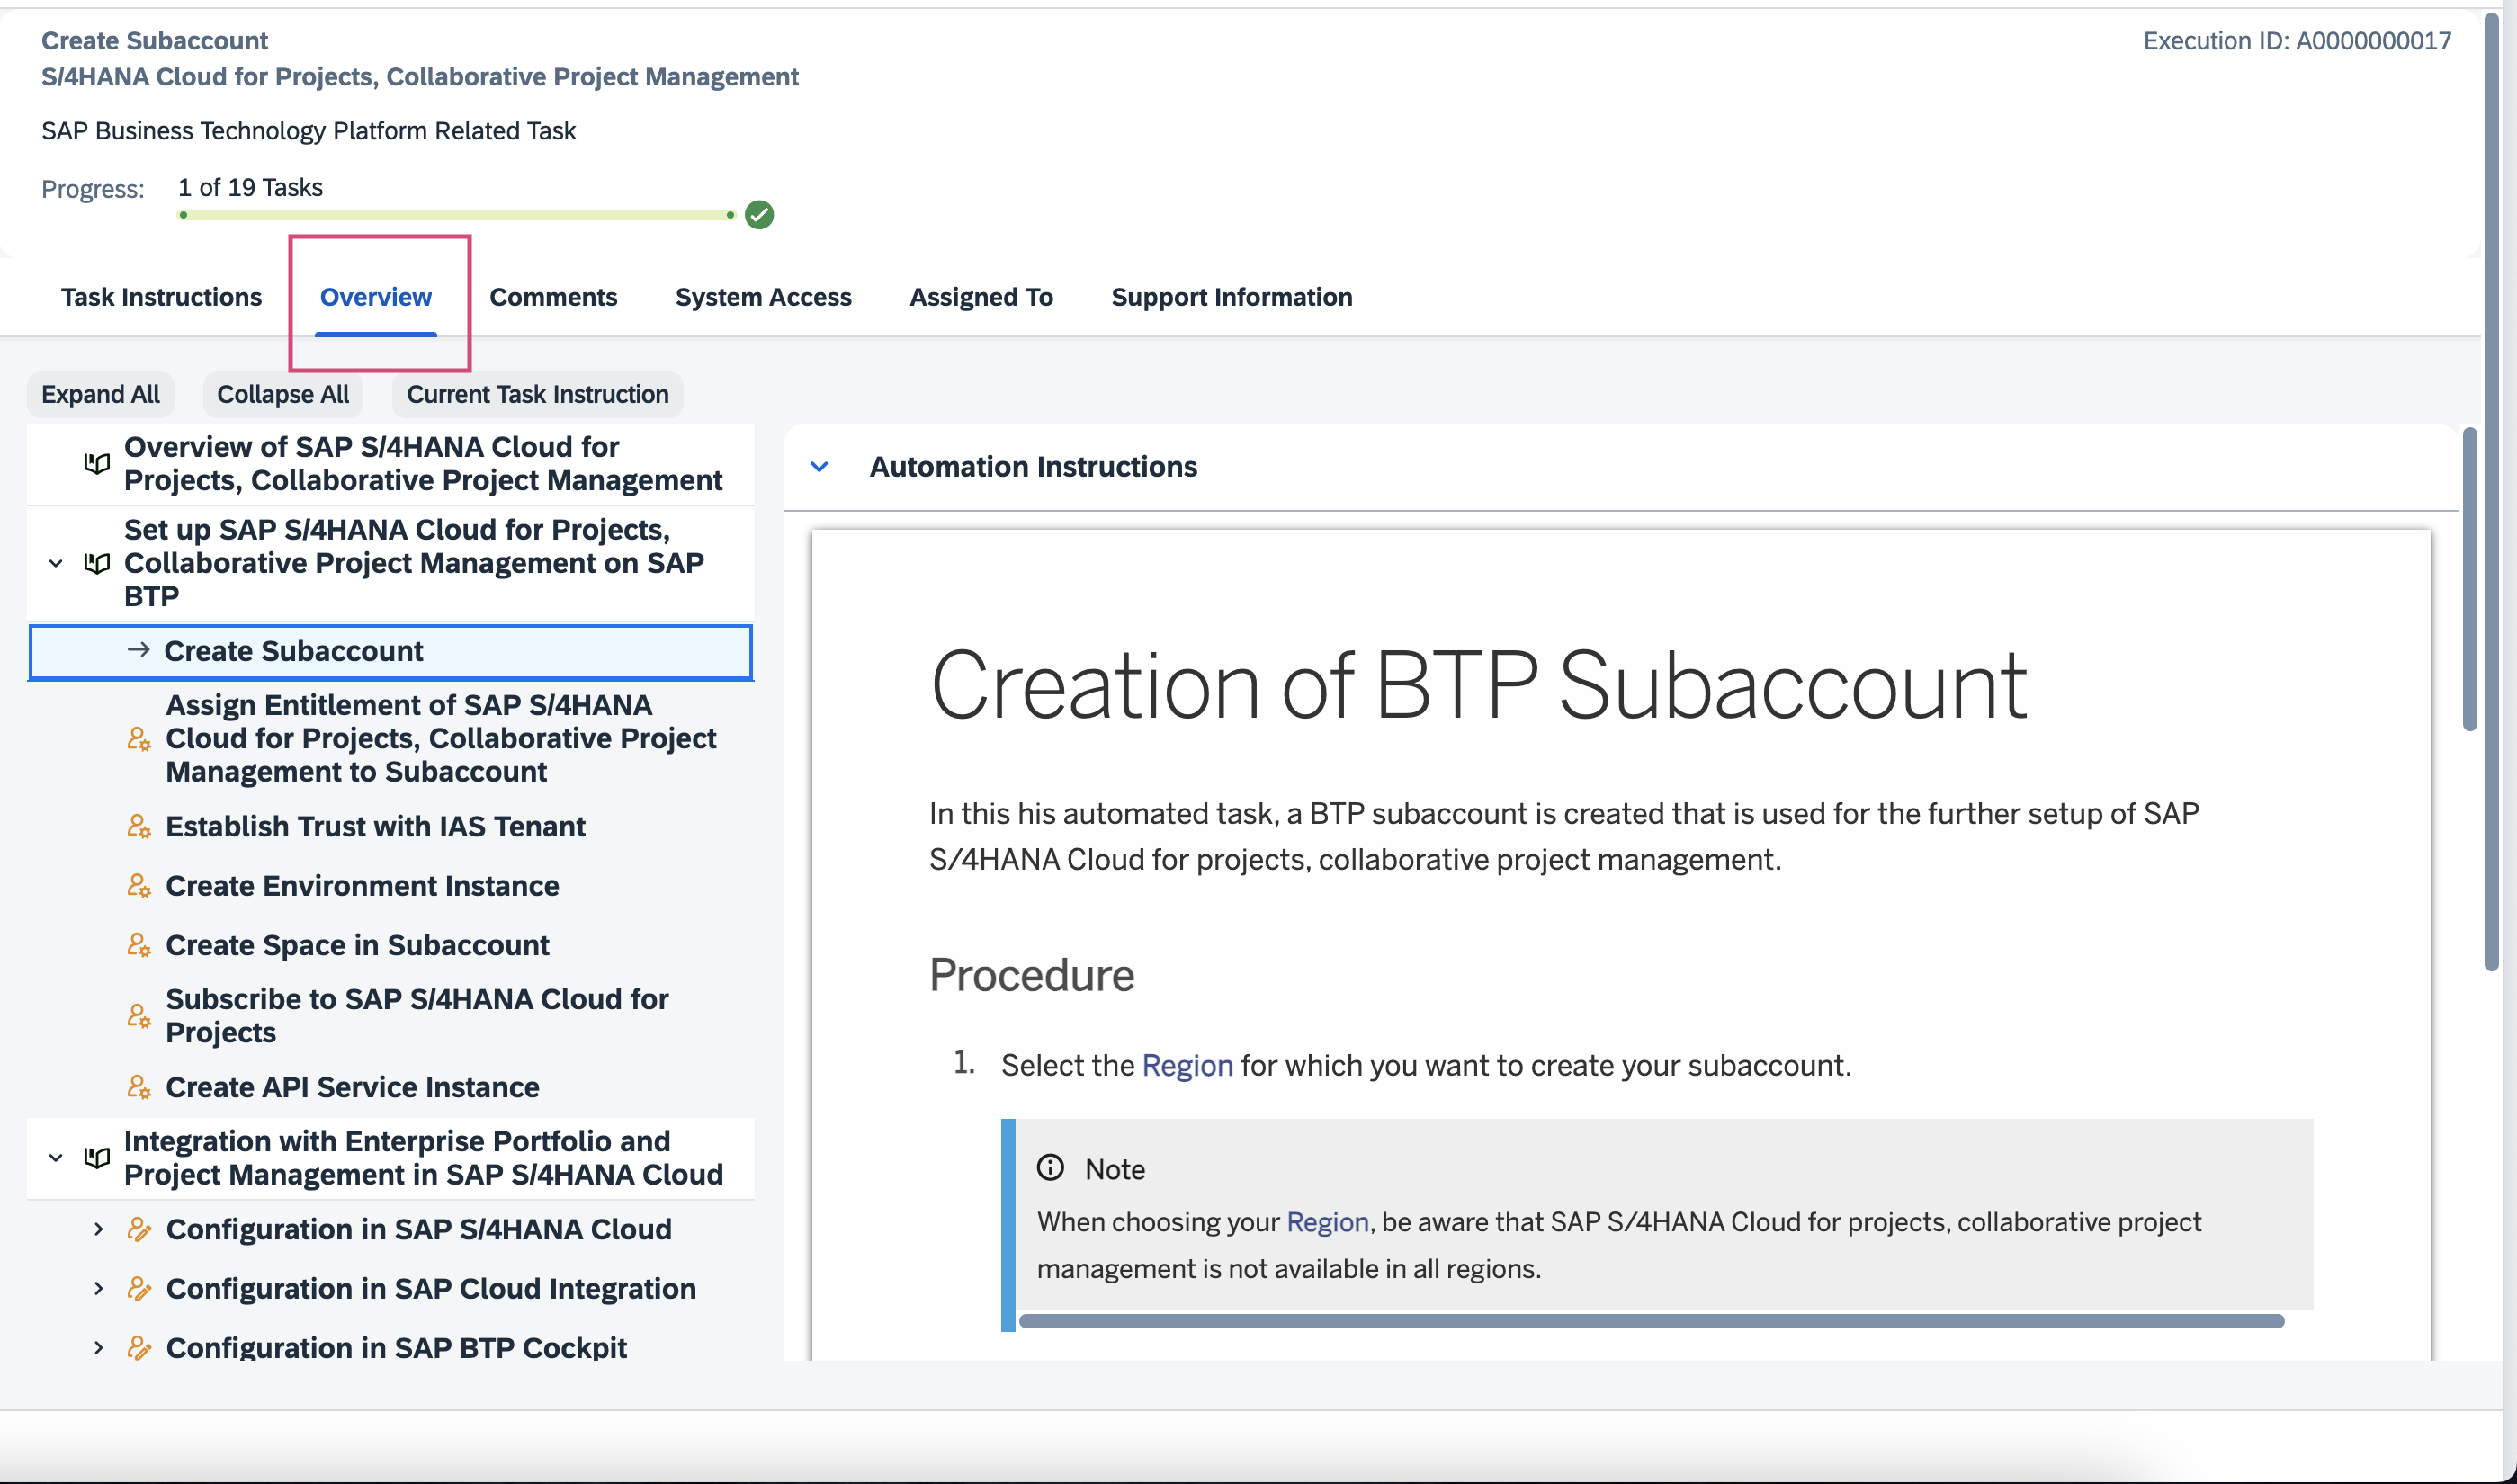 Create Subaccount
Execution ID: A0000000017
S/4HANA Cloud for Projects, Collaborative Project Management
SAP Business Technology Platform Related Task
Progress: 1 of 19 Tasks
Task Instructions Overview Comments System Access Assigned To Support Information
Expand All Collapse All Current Task Instruction
Overview of SAP S/4HANA Cloud for
Projects, Collaborative Project Management
Set up SAP S/4HANA Cloud for Projects,
Collaborative Project Management on SAP
BTP
Create Subaccount
Assign Entitlement of SAP S/4HANA
Cloud for Projects, Collaborative Project
Management to Subaccount
Establish Trust with IAS Tenant
Create Environment Instance
Create Space in Subaccount
Subscribe to SAP S/4HANA Cloud for
Projects
Create API Service Instance
Integration with Enterprise Portfolio and
Project Management in SAP S/4HANA Cloud
Configuration in SAP S/4HANA Cloud
Configuration in SAP Cloud Integration
Configuration in SAP BTP Cockpit
Automation Instructions
Creation of BTP Subaccount
In this his automated task, a BTP subaccount is created that is used for the further setup of SAP
S/4HANA Cloud for projects, collaborative project management.
Procedure
1. Select the Region for which you want to create your subaccount.
Note
When choosing your Region, be aware that SAP S/4HANA Cloud for projects, collaborative project
management is not available in all regions.